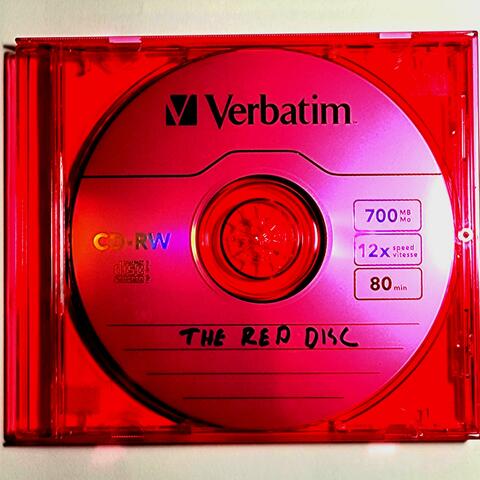 Verbatim
CD-RW
700 MB Mo
12x speed vitesse
80 min
THE RED DISC